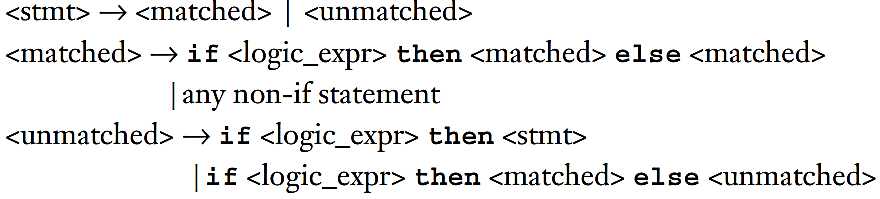 <stmt> → <matched> | <unmatched>
<matched> → if <logic_expr> then <matched> else <matched>
| any non-if statement
<unmatched> → if <logic_expr> then <stmt>
| if <logic_expr> then <matched> else <unmatched>